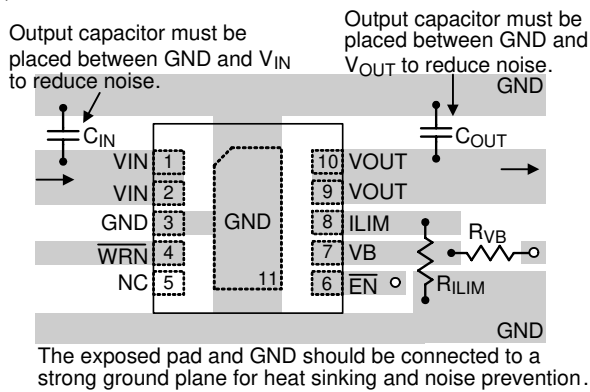 Output capacitor must be
placed between GND and VIN
to reduce noise.
Output capacitor must be
placed between GND and
VOUT to reduce noise.
GND
CIN
COUT
VIN 1
10 VOUT
VIN 2
9 VOUT
GND 3
GND
8 ILIM
WRN 4
7 VB
RVB
NC 5
11
6 EN
RILIM
GND
The exposed pad and GND should be connected to a
strong ground plane for heat sinking and noise prevention.